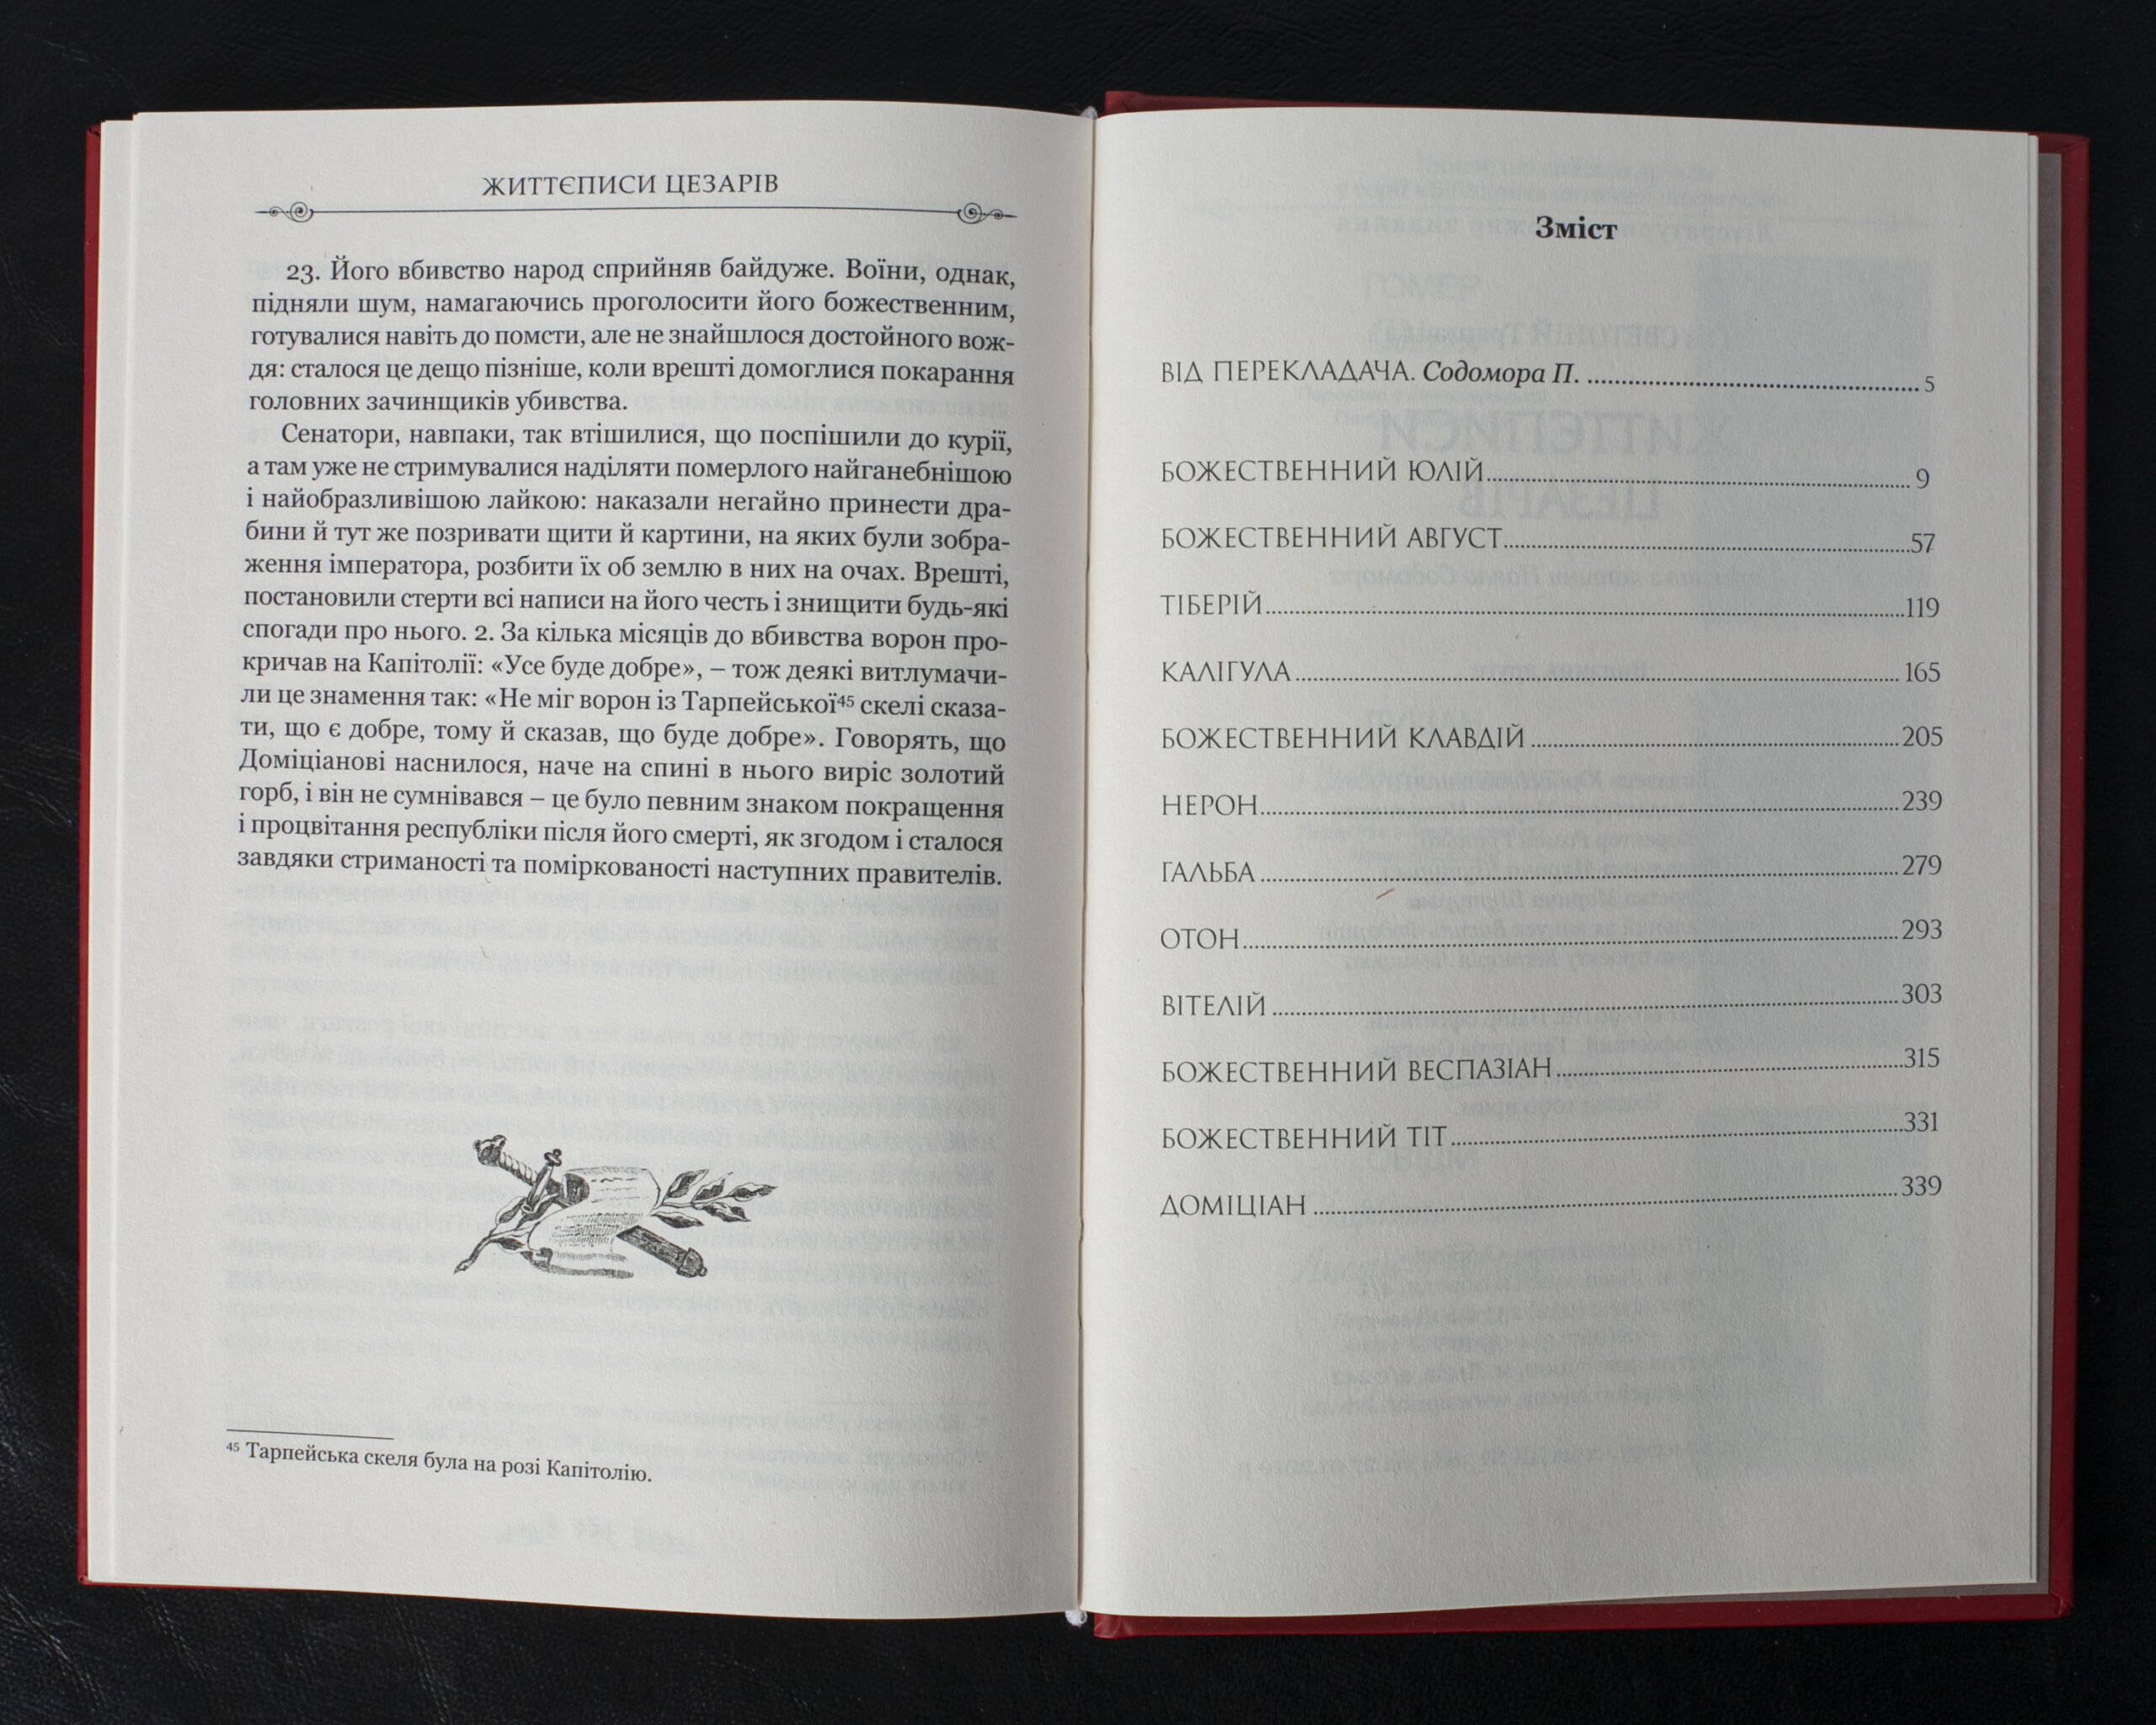 ЖИТТЄПИСИ ЦЕЗАРІВ
23. Його вбивство народ сприйняв байдуже. Воїни, однак,
підняли шум, намагаючись проголосити його божественним,
готувалися навіть до помсти, але не знайшлося достойного вож-
дя: сталося це дещо пізніше, коли врешті домоглися покарання
головних зачинщиків убивства.
Сенатори, навпаки, так втішилися, що поспішили до курії,
а там уже не стримувалися наділяти померлого найганебнішою
і найобразливішою лайкою: наказали негайно принести дра-
бини й тут же позривати щити й картини, на яких були зобра-
ження імператора, розбити їх об землю в них на очах. Врешті,
постановили стерти всі написи на його честь і знищити будь-які
спогади про нього. 2. За кілька місяців до вбивства ворон про-
кричав на Капітолії: «Усе буде добре», – тож деякі витлумачи-
ли це знамення так: «Не міг ворон із Тарпейської⁴⁵ скелі сказа-
ти, що є добре, тому й сказав, що буде добре». Говорять, що
Доміціанові наснилося, наче на спині в нього виріс золотий
горб, і він не сумнівався – це було певним знаком покращення
і процвітання республіки після його смерті, як згодом і сталося
завдяки стриманості та поміркованості наступних правителів.
⁴⁵ Тарпейська скеля була на розі Капітолію.
Зміст
ВІД ПЕРЕКЛАДАЧА. Содомора П. ........ 5
БОЖЕСТВЕННИЙ ЮЛІЙ........ 9
БОЖЕСТВЕННИЙ АВГУСТ........57
ТІБЕРІЙ........119
КАЛІГУЛА ........ 165
БОЖЕСТВЕННИЙ КЛАВДІЙ ........ 205
НЕРОН........ 239
ГАЛЬБА ........ 279
ОТОН........ 293
ВІТЕЛІЙ ........ 303
БОЖЕСТВЕННИЙ ВЕСПАЗІАН ........315
БОЖЕСТВЕННИЙ ТІТ........331
ДОМІЦІАН ........ 339